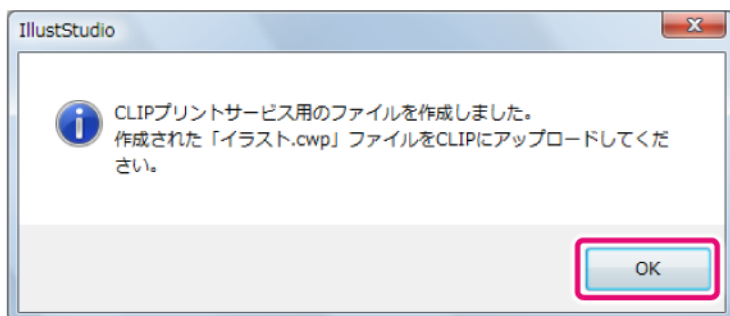 IllustStudio
CLIPプリントサービス用のファイルを作成しました。
作成された「イラスト.cwp」ファイルをCLIPにアップロードしてくだ
さい。
OK